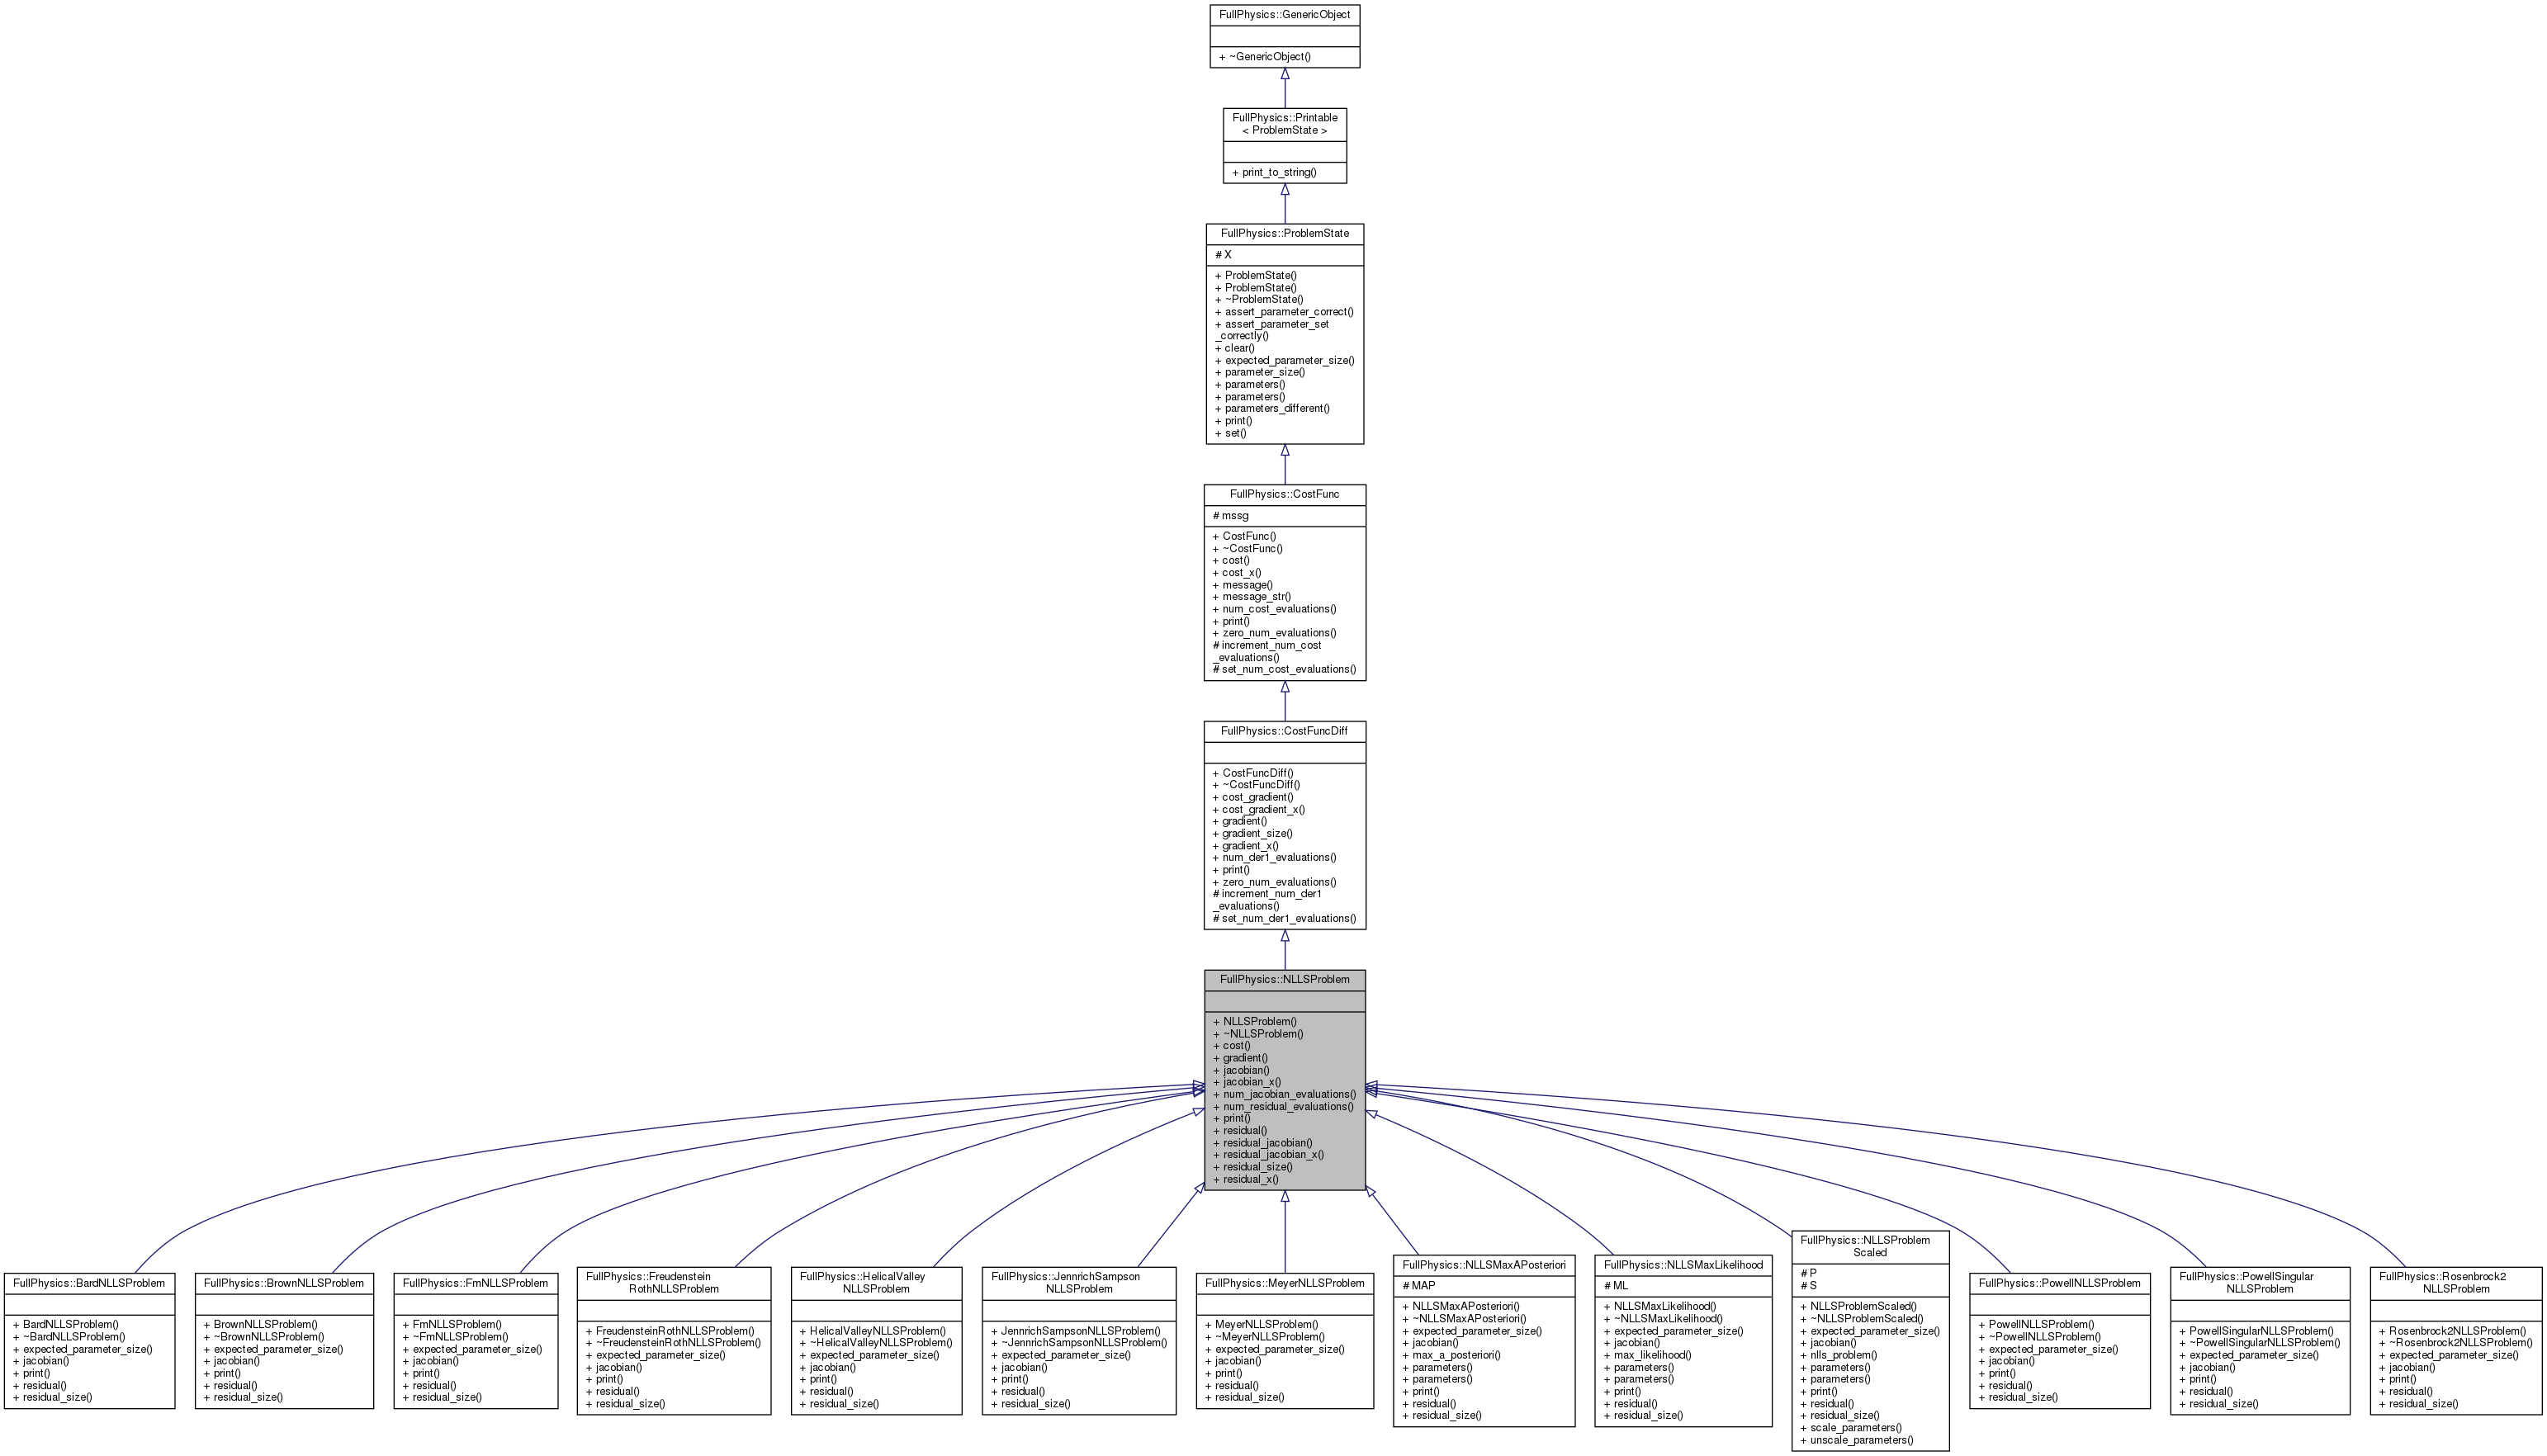 FullPhysics::GenericObject
+ ~GenericObject()
FullPhysics::Printable
< ProblemState >
+ print_to_string()
FullPhysics::ProblemState
# X
+ ProblemState()
+ ProblemState()
+ ~ProblemState()
+ assert_parameter_correct()
+ assert_parameter_set
_correctly()
+ clear()
+ expected_parameter_size()
+ parameter_size()
+ parameters()
+ parameters()
+ parameters_different()
+ print()
+ set()
FullPhysics::CostFunc
# mssg
+ CostFunc()
+ ~CostFunc()
+ cost()
+ cost_x()
+ message()
+ message_str()
+ num_cost_evaluations()
+ print()
+ zero_num_evaluations()
# increment_num_cost
_evaluations()
# set_num_cost_evaluations()
FullPhysics::CostFuncDiff
+ CostFuncDiff()
+ ~CostFuncDiff()
+ cost_gradient()
+ cost_gradient_x()
+ gradient()
+ gradient_size()
+ gradient_x()
+ num_der1_evaluations()
+ print()
+ zero_num_evaluations()
# increment_num_der1
_evaluations()
# set_num_der1_evaluations()
FullPhysics::NLLSProblem
+ NLLSProblem()
+ ~NLLSProblem()
+ cost()
+ gradient()
+ jacobian()
+ jacobian_x()
+ num_jacobian_evaluations()
+ num_residual_evaluations()
+ print()
+ residual()
+ residual_jacobian()
+ residual_jacobian_x()
+ residual_size()
+ residual_x()
FullPhysics::BardNLLSProblem
+ BardNLLSProblem()
+ ~BardNLLSProblem()
+ expected_parameter_size()
+ jacobian()
+ print()
+ residual()
+ residual_size()
FullPhysics::BrownNLLSProblem
+ BrownNLLSProblem()
+ ~BrownNLLSProblem()
+ expected_parameter_size()
+ jacobian()
+ print()
+ residual()
+ residual_size()
FullPhysics::FmNLLSProblem
+ FmNLLSProblem()
+ ~FmNLLSProblem()
+ expected_parameter_size()
+ jacobian()
+ print()
+ residual()
+ residual_size()
FullPhysics::Freudenstein
RothNLLSProblem
+ FreudensteinRothNLLSProblem()
+ ~FreudensteinRothNLLSProblem()
+ expected_parameter_size()
+ jacobian()
+ print()
+ residual()
+ residual_size()
FullPhysics::HelicalValley
NLLSProblem
+ HelicalValleyNLLSProblem()
+ ~HelicalValleyNLLSProblem()
+ expected_parameter_size()
+ jacobian()
+ print()
+ residual()
+ residual_size()
FullPhysics::JennrichSampson
NLLSProblem
+ JennrichSampsonNLLSProblem()
+ ~JennrichSampsonNLLSProblem()
+ expected_parameter_size()
+ jacobian()
+ print()
+ residual()
+ residual_size()
FullPhysics::MeyerNLLSProblem
+ MeyerNLLSProblem()
+ ~MeyerNLLSProblem()
+ expected_parameter_size()
+ jacobian()
+ print()
+ residual()
+ residual_size()
FullPhysics::NLLSMaxAPosteriori
# MAP
+ NLLSMaxAPosteriori()
+ ~NLLSMaxAPosteriori()
+ expected_parameter_size()
+ jacobian()
+ max_a_posteriori()
+ parameters()
+ parameters()
+ print()
+ residual()
+ residual_size()
FullPhysics::NLLSMaxLikelihood
# ML
+ NLLSMaxLikelihood()
+ ~NLLSMaxLikelihood()
+ expected_parameter_size()
+ jacobian()
+ max_likelihood()
+ parameters()
+ parameters()
+ print()
+ residual()
+ residual_size()
FullPhysics::NLLSProblem
Scaled
# P
# S
+ NLLSProblemScaled()
+ ~NLLSProblemScaled()
+ expected_parameter_size()
+ jacobian()
+ nlls_problem()
+ parameters()
+ parameters()
+ print()
+ residual()
+ residual_size()
+ scale_parameters()
+ unscale_parameters()
FullPhysics::PowellNLLSProblem
+ PowellNLLSProblem()
+ ~PowellNLLSProblem()
+ expected_parameter_size()
+ jacobian()
+ print()
+ residual()
+ residual_size()
FullPhysics::PowellSingular
NLLSProblem
+ PowellSingularNLLSProblem()
+ ~PowellSingularNLLSProblem()
+ expected_parameter_size()
+ jacobian()
+ print()
+ residual()
+ residual_size()
FullPhysics::Rosenbrock2
NLLSProblem
+ Rosenbrock2NLLSProblem()
+ ~Rosenbrock2NLLSProblem()
+ expected_parameter_size()
+ jacobian()
+ print()
+ residual()
+ residual_size()